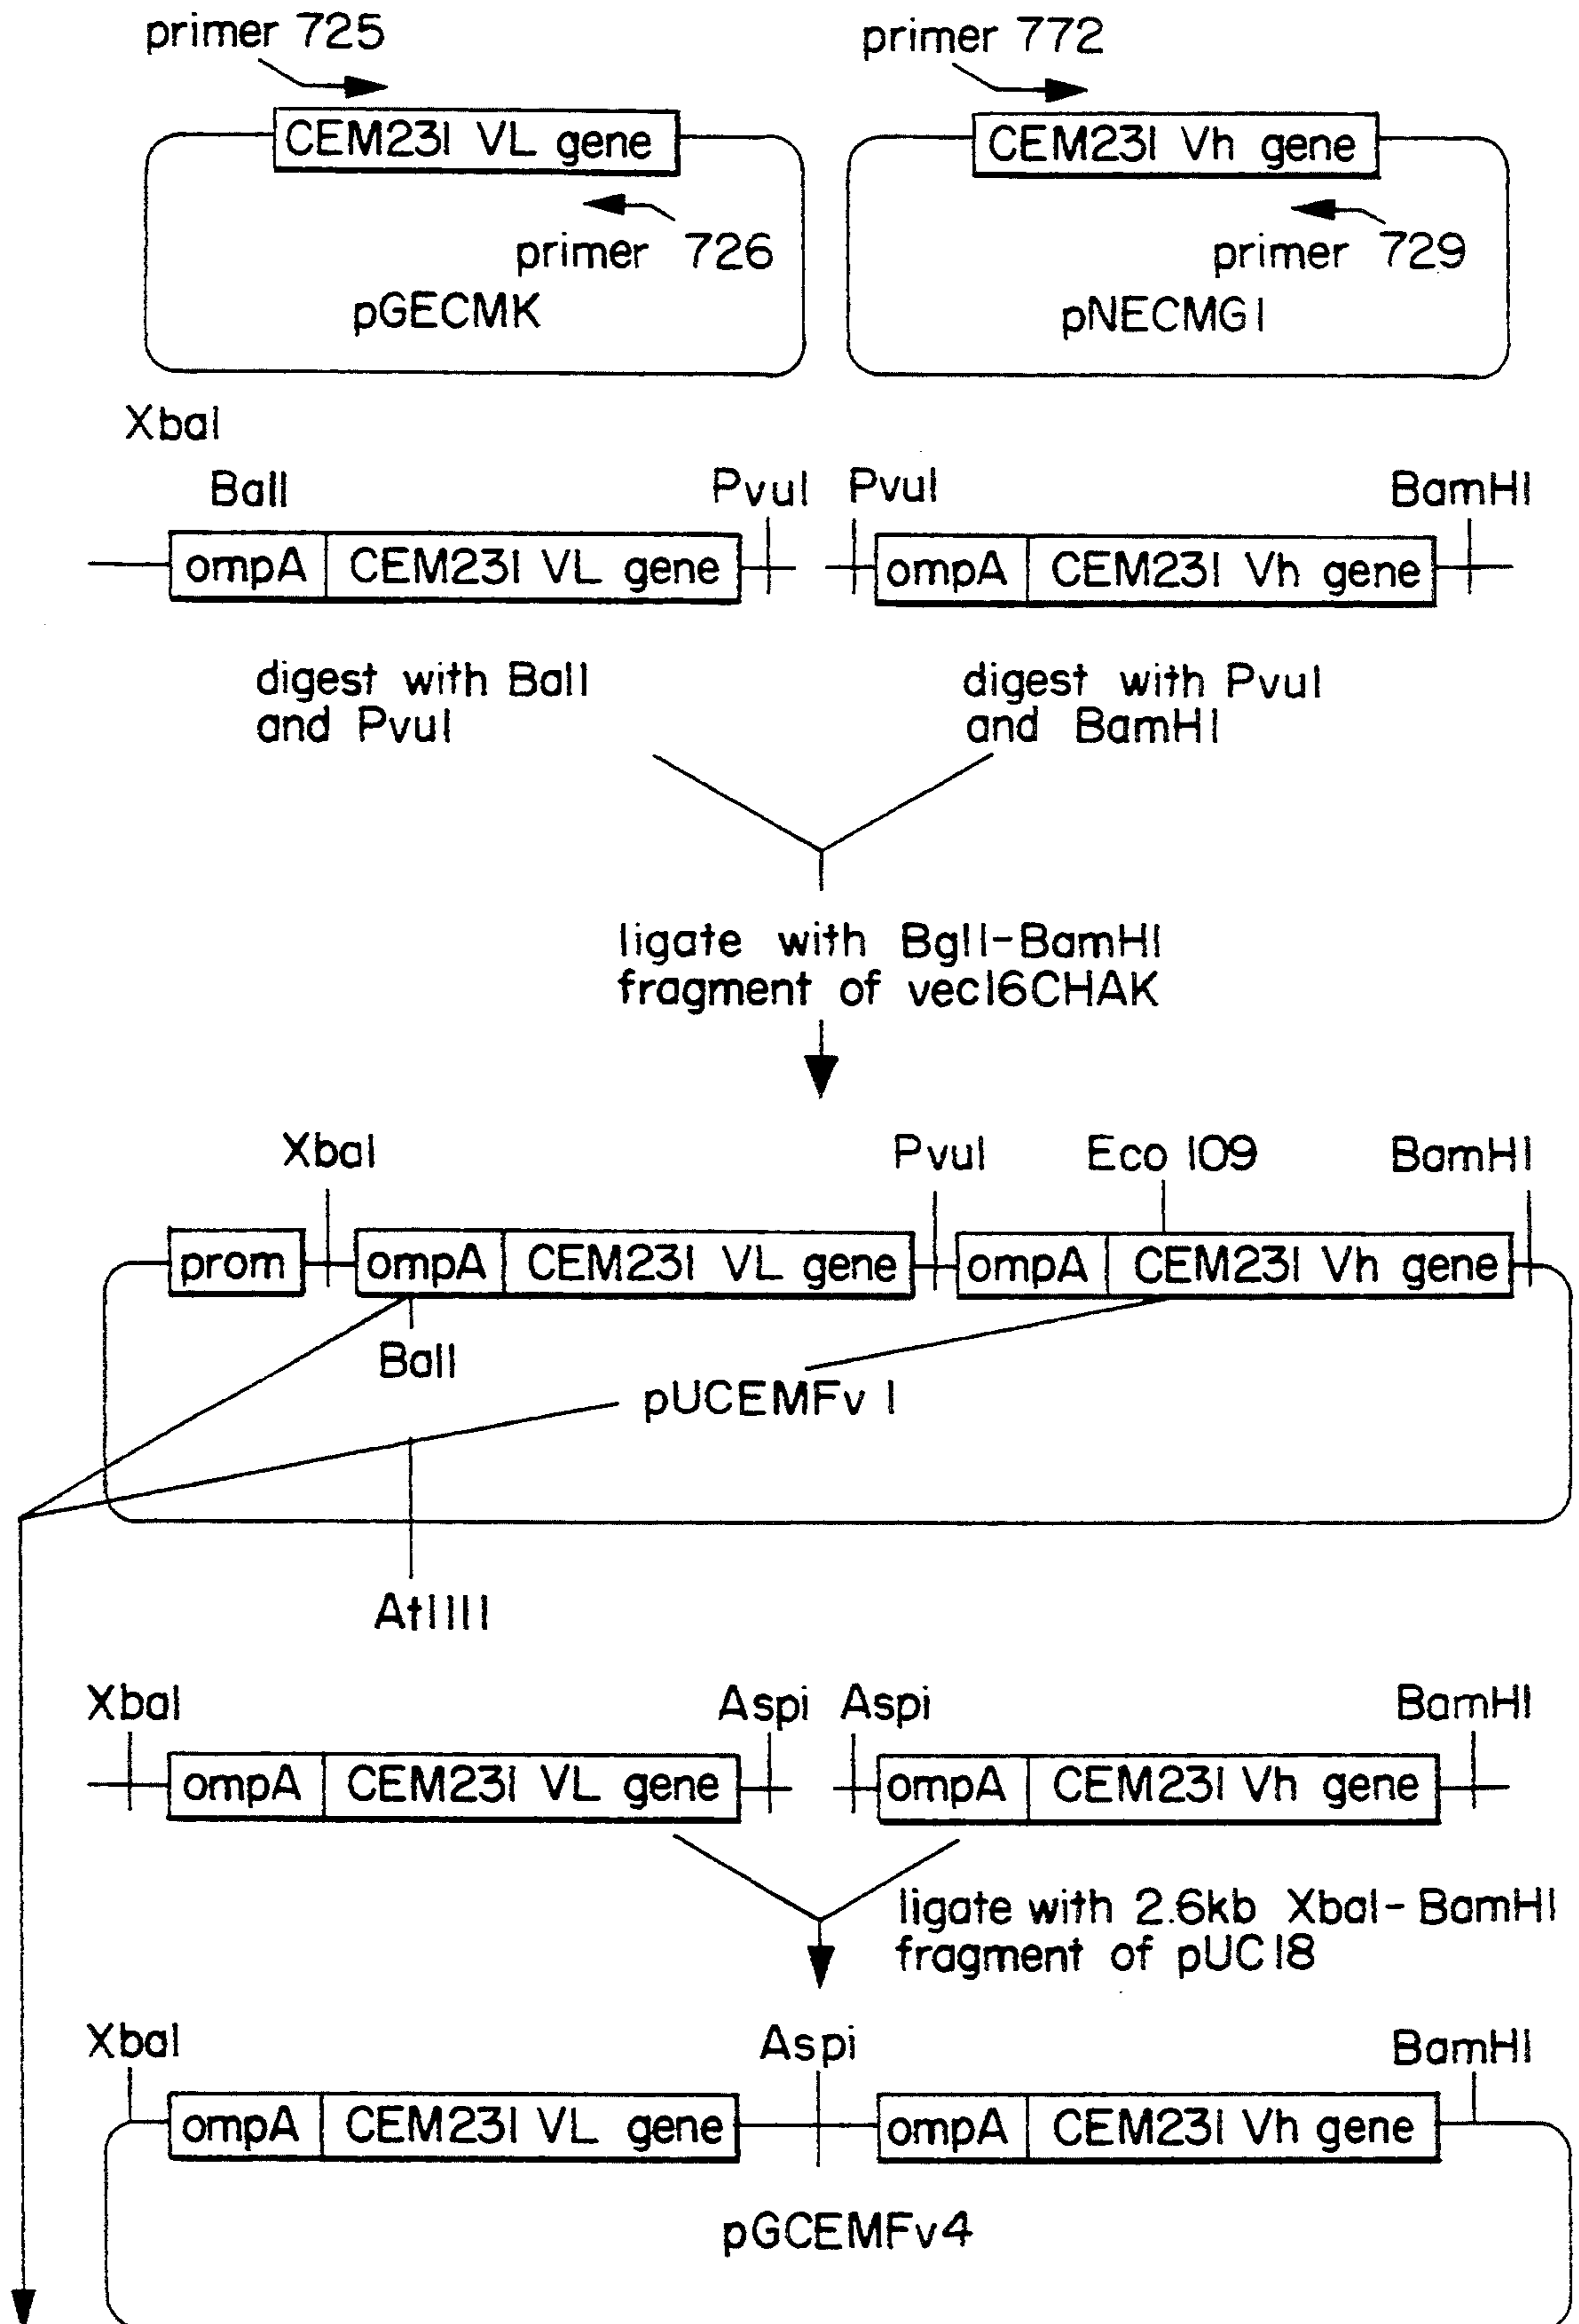 primer 725
primer 772
CEM231 VL gene
CEM231 Vh gene
primer 726
primer 729
pGECMK
pNECMG1
XbaI
BalI
PvuI
PvuI
BamHI
ompA
CEM231 VL gene
ompA
CEM231 Vh gene
digest with BalI
and PvuI
digest with PvuI
and BamHI
ligate with BglI-BamHI
fragment of vec16CHAK
XbaI
PvuI
Eco 109
BamHI
prom
ompA
CEM231 VL gene
ompA
CEM231 Vh gene
BalI
pUCEMFv 1
AtlIII
XbaI
Aspi
Aspi
BamHI
ompA
CEM231 VL gene
ompA
CEM231 Vh gene
ligate with 2.6kb XbaI-BamHI
fragment of pUC18
XbaI
Aspi
BamHI
ompA
CEM231 VL gene
ompA
CEM231 Vh gene
pGCEMFv4